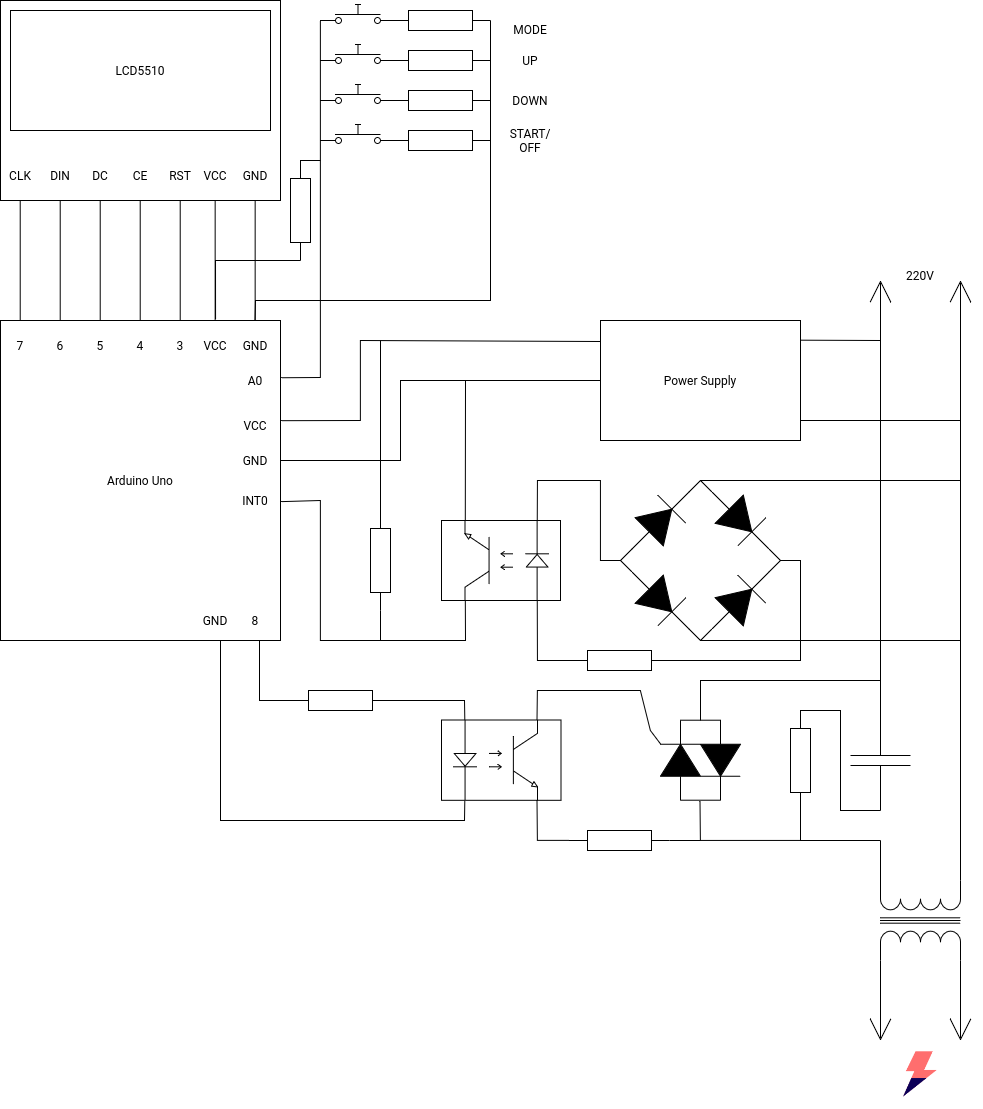 LCD5510
CLK DIN DC CE RST VCC GND
MODE
UP
DOWN
START/
OFF
220V
7 6 5 4 3 VCC GND
A0
VCC
GND
INT0
Arduino Uno
GND 8
Power Supply